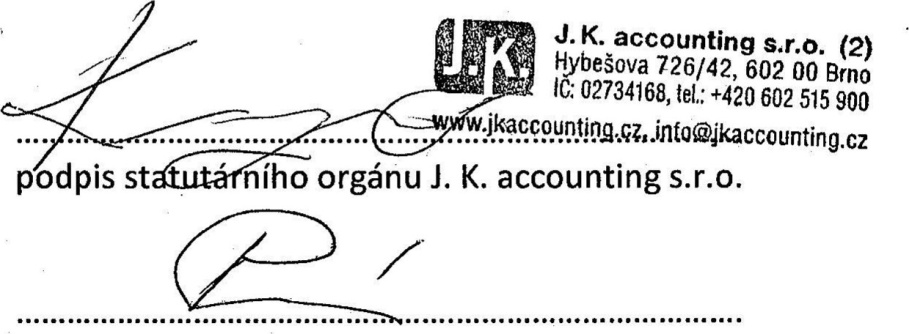 J.K.
J.K. accounting s.r.o. (2)
Hybešova 726/42, 602 00 Brno
IČ: 02734168, tel.: +420 602 515 900
www.jkaccounting.cz, info@jkaccounting.cz
podpis statutárního orgánu J. K. accounting s.r.o.